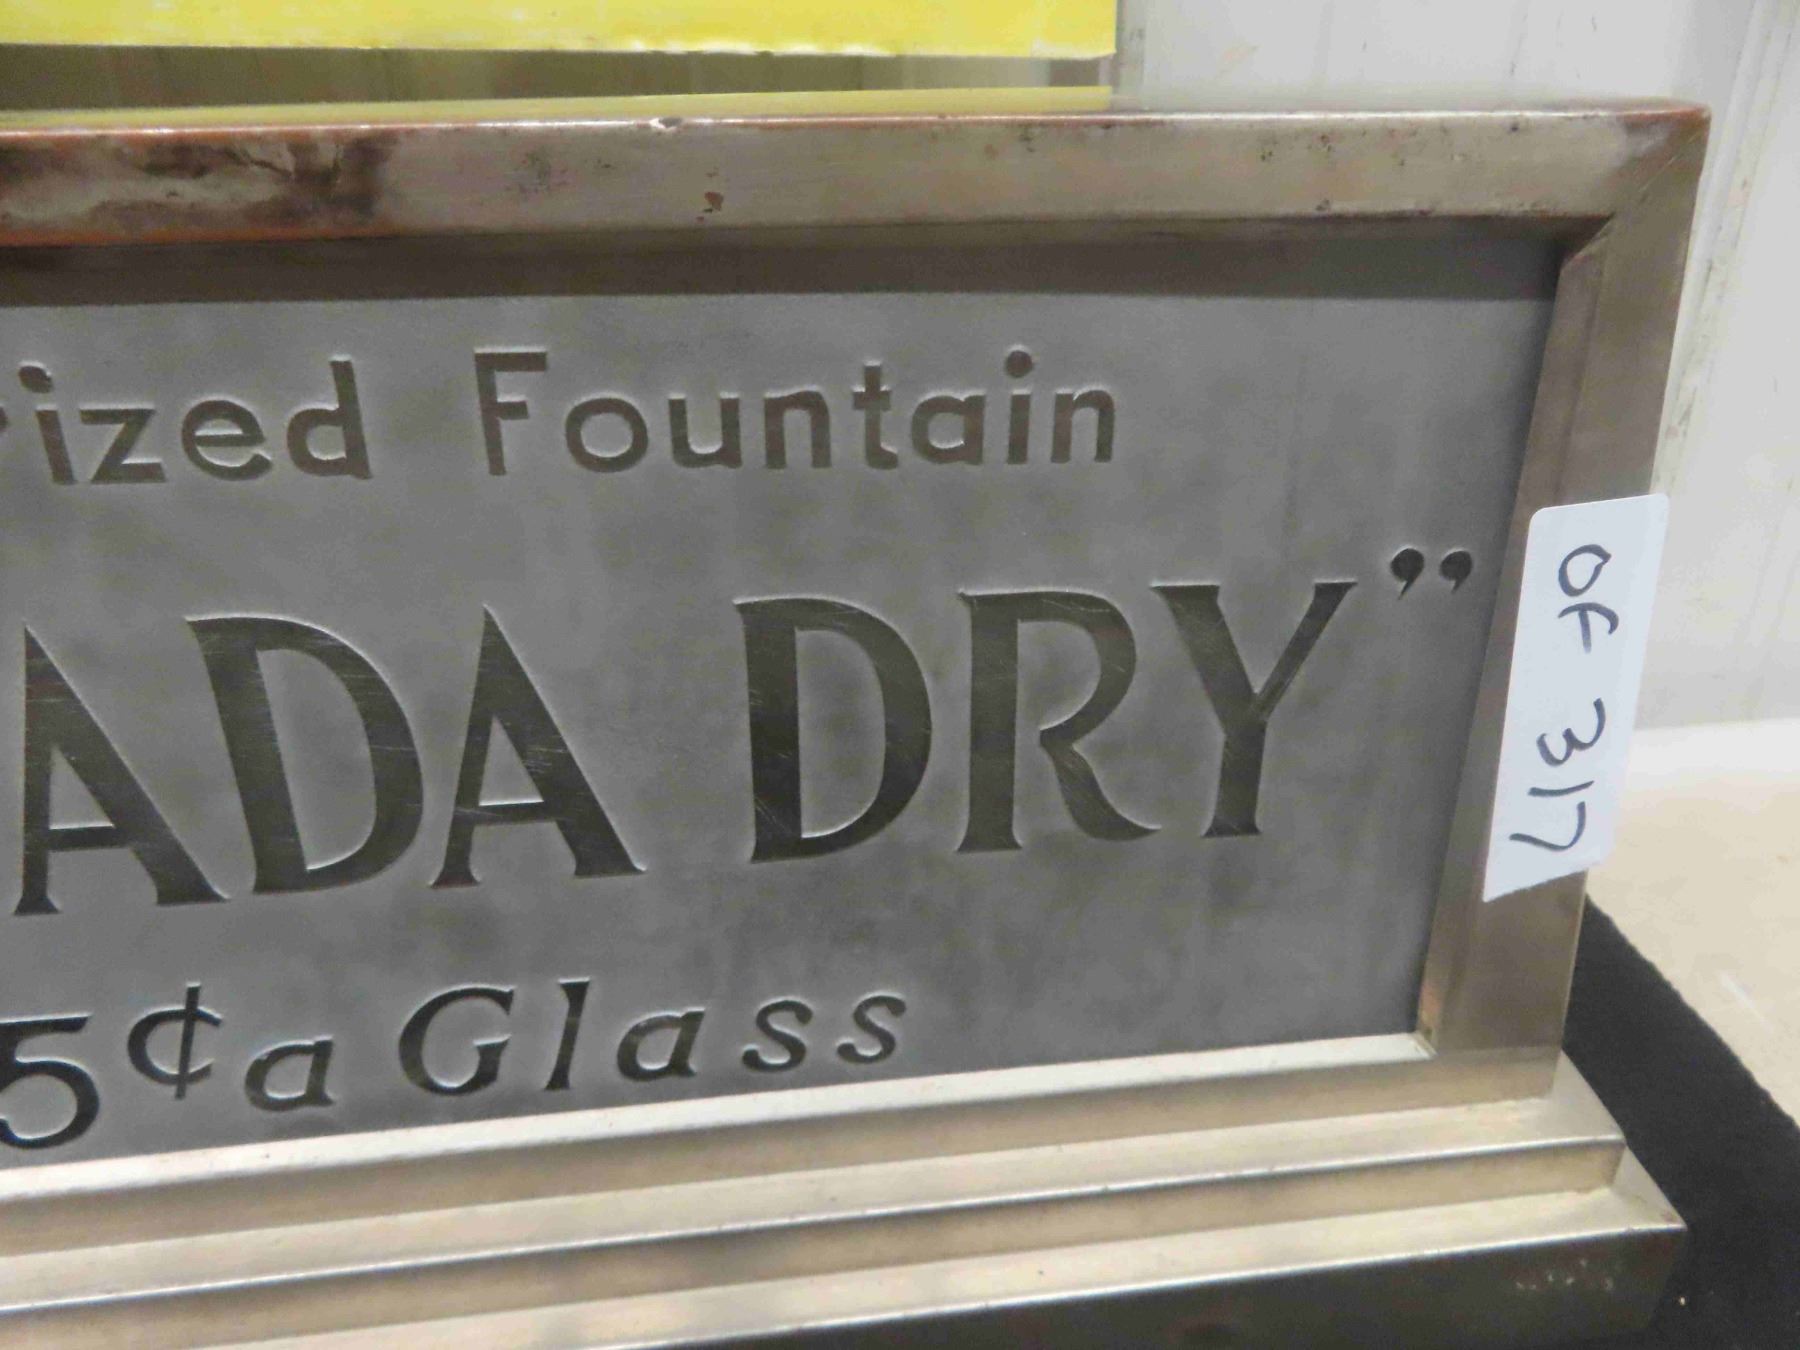 rized Fountain
ADA DRY”
5¢ a Glass
OF 317